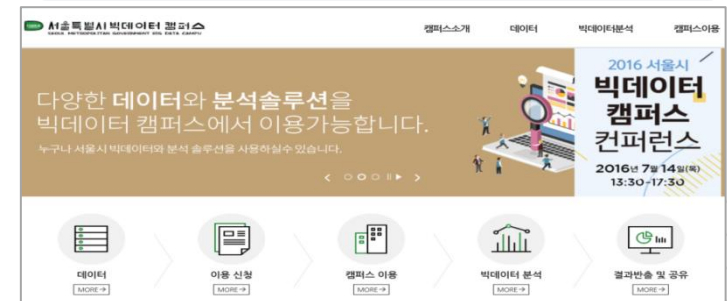 서울특별시 빅데이터 캠퍼스
SEOUL METROPOLITAN GOVERNMENT BIG DATA CAMPUS
캠퍼스소개 데이터 빅데이터분석 캠퍼스이용
다양한 데이터와 분석솔루션을
빅데이터 캠퍼스에서 이용가능합니다.
누구나 서울시 빅데이터와 분석 솔루션을 사용하실수 있습니다.
2016 서울시
빅데이터
캠퍼스
컨퍼런스
2016년 7월 14일(목)
13:30-17:30
데이터 이용 신청 캠퍼스 이용 빅데이터 분석 결과반출 및 공유
MORE→ MORE→ MORE→ MORE→ MORE→